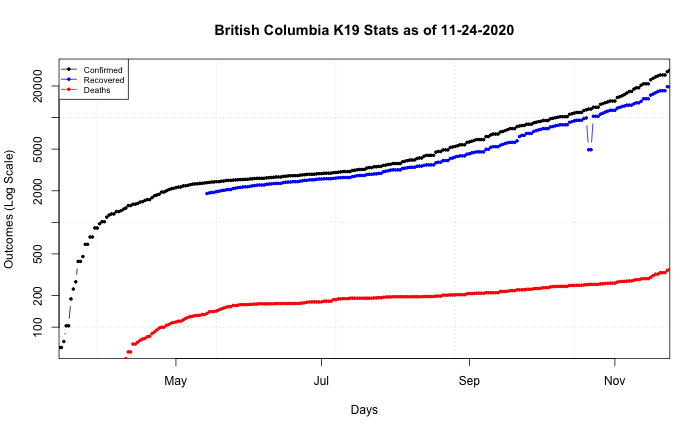 British Columbia K19 Stats as of 11-24-2020
Confirmed
Recovered
Deaths
Outcomes (Log Scale)
20000
5000
2000
500
200
100
May
Jul
Sep
Nov
Days